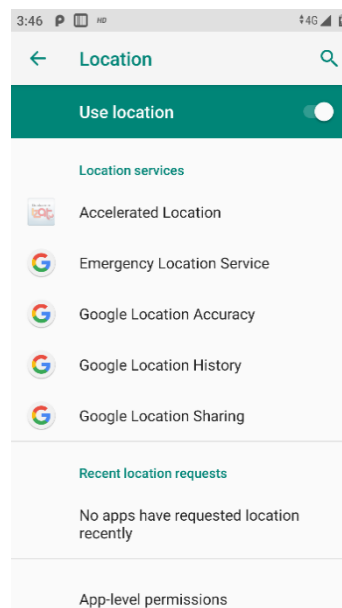 3:46 P HD 4G
Location
Use location
Location services
Accelerated Location
G Emergency Location Service
G Google Location Accuracy
G Google Location History
G Google Location Sharing
Recent location requests
No apps have requested location
recently
App-level permissions